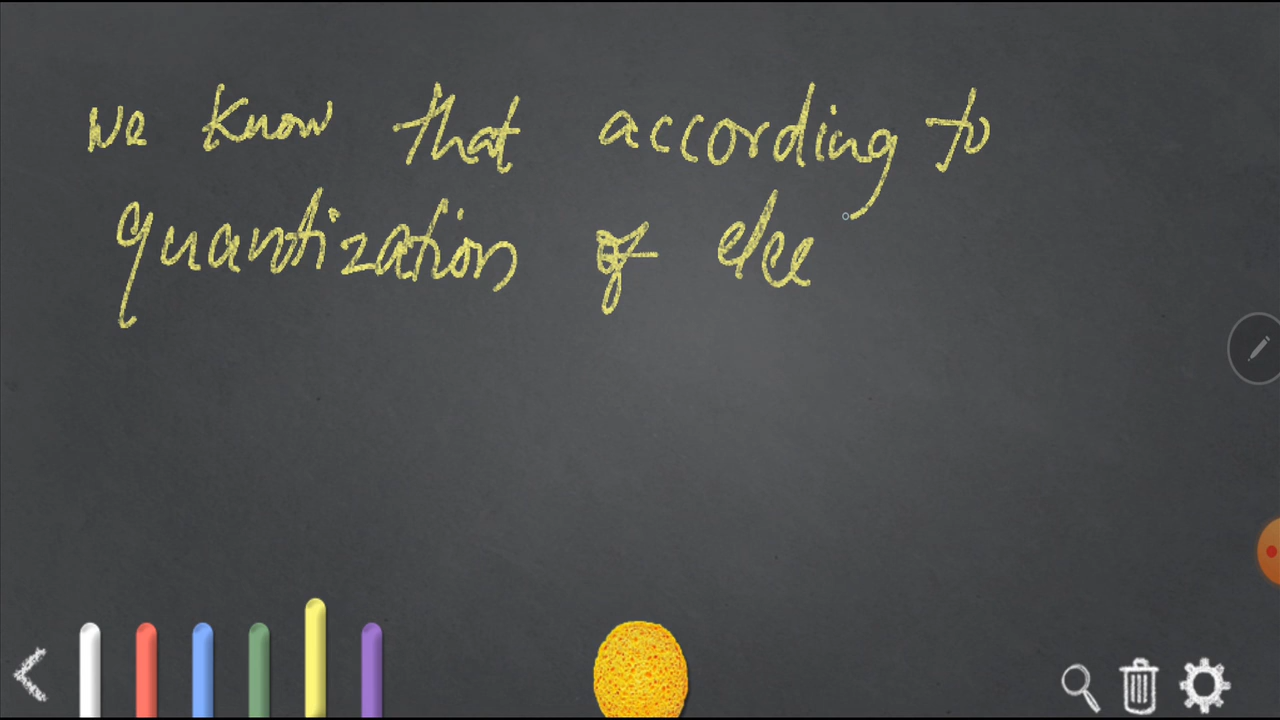 we know that according to
quantization of elec